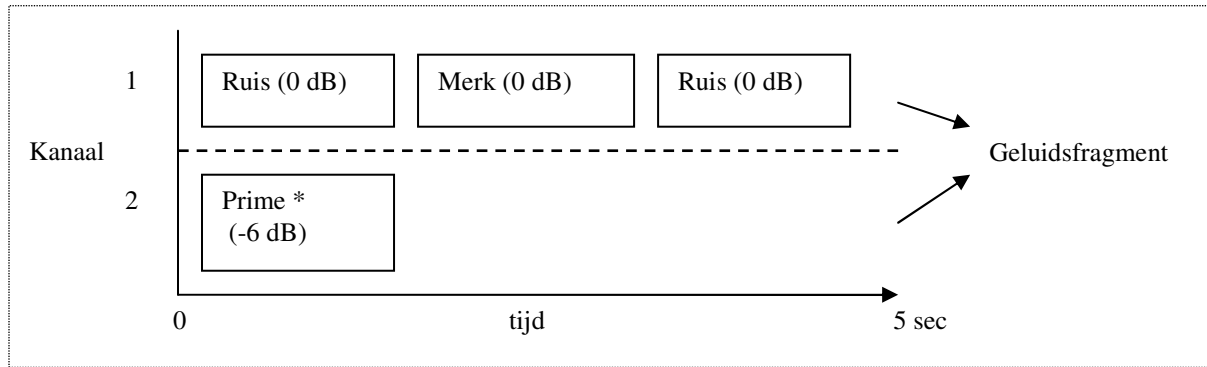 1
Ruis (0 dB)
Merk (0 dB)
Ruis (0 dB)
Kanaal
Geluidsfragment
2
Prime *
(-6 dB)
0
tijd
5 sec